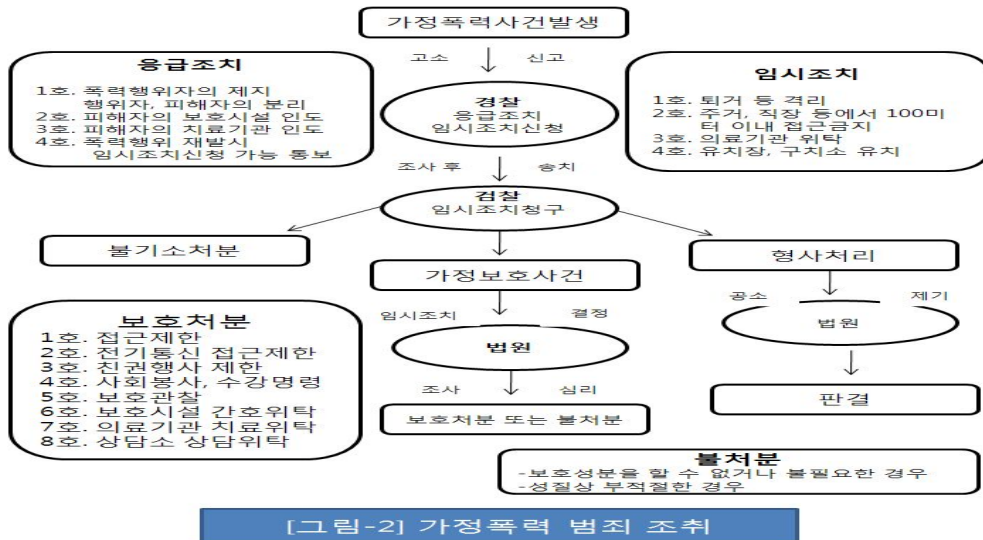 가정폭력사건발생
고소 신고
응급조치
1호. 폭력행위자의 제지
행위자, 피해자의 분리
2호. 피해자의 보호시설 인도
3호. 피해자의 치료기관 인도
4호. 폭력행위 재발시
임시조치신청 가능 통보
경찰
응급조치
임시조치신청
임시조치
1호. 퇴거 등 격리
2호. 주거, 직장 등에서 100미
터 이내 접근금지
3호. 의료기관 위탁
4호. 유치장, 구치소 유치
조사 후 송치
검찰
임시조치청구
불기소처분
가정보호사건
형사처리
임시조치 결정
공소 제기
법원
법원
보호처분
1호. 접근제한
2호. 전기통신 접근제한
3호. 친권행사 제한
4호. 사회봉사, 수강명령
5호. 보호관찰
6호. 보호시설 간호위탁
7호. 의료기관 치료위탁
8호. 상담소 상담위탁
조사 심리
보호처분 또는 불처분
판결
불처분
-보호성분을 할 수 없거나 불필요한 경우
-성질상 부적절한 경우
[그림-2] 가정폭력 범죄 조취